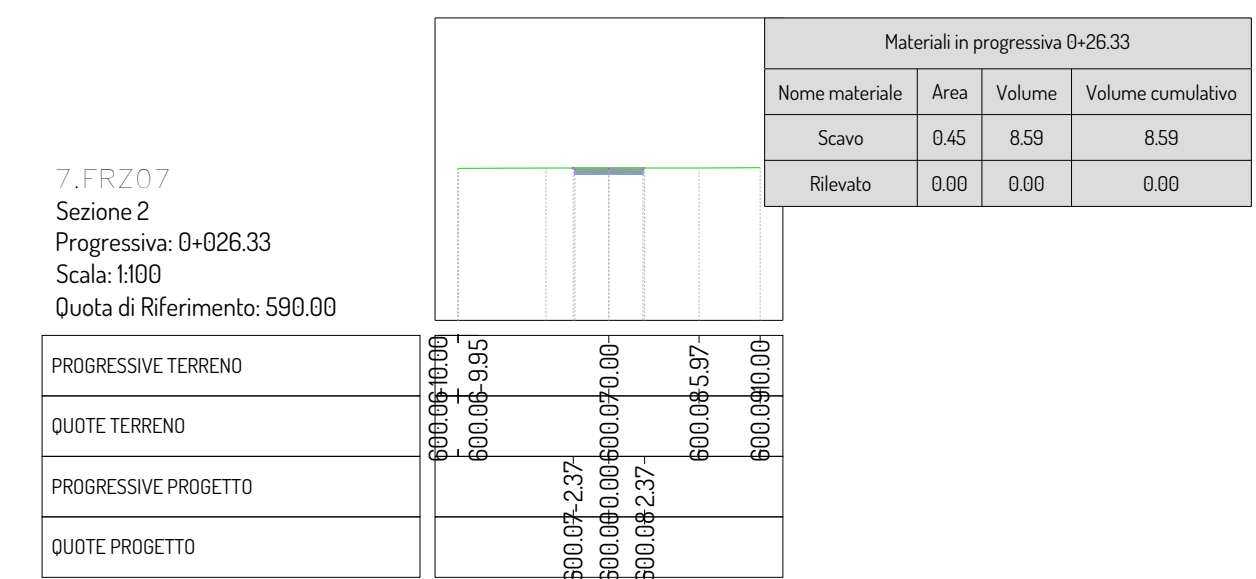 Materiali in progressiva 0+26.33
Nome materiale Area Volume Volume cumulativo
Scavo 0.45 8.59 8.59
Rilevato 0.00 0.00 0.00
7.FRZ07
Sezione 2
Progressiva: 0+026.33
Scala: 1:100
Quota di Riferimento: 590.00
PROGRESSIVE TERRENO -10.00 -9.95 0.00 5.97 10.00
QUOTE TERRENO 600.06 600.06 600.07 600.08 600.09
PROGRESSIVE PROGETTO -2.37 0.00 2.37
QUOTE PROGETTO 600.07 600.00 600.08